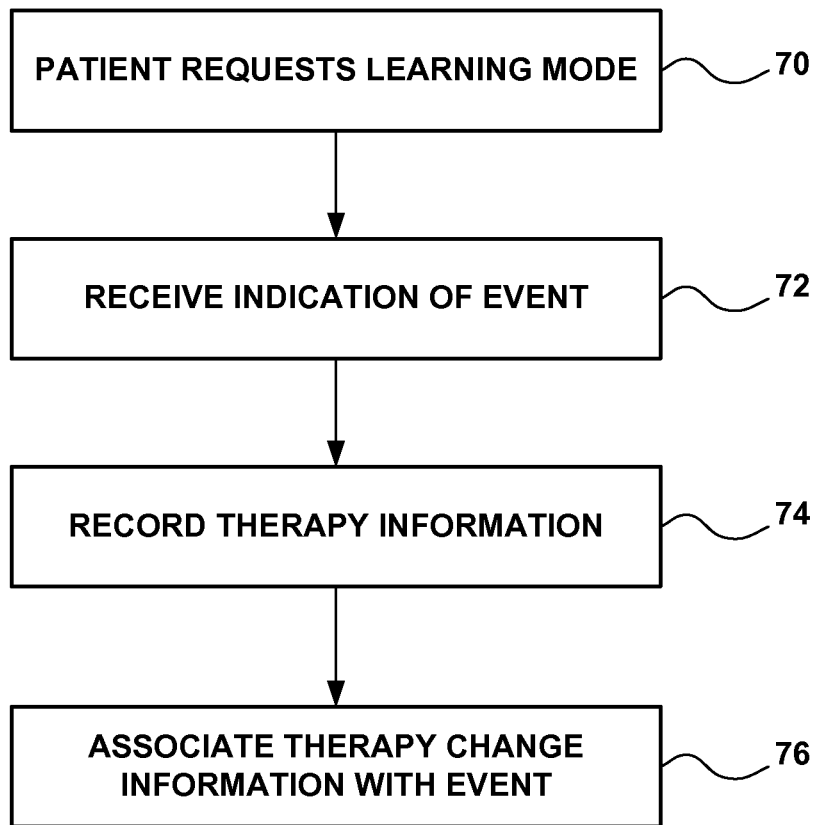 PATIENT REQUESTS LEARNING MODE
70
RECEIVE INDICATION OF EVENT
72
RECORD THERAPY INFORMATION
74
ASSOCIATE THERAPY CHANGE
INFORMATION WITH EVENT
76